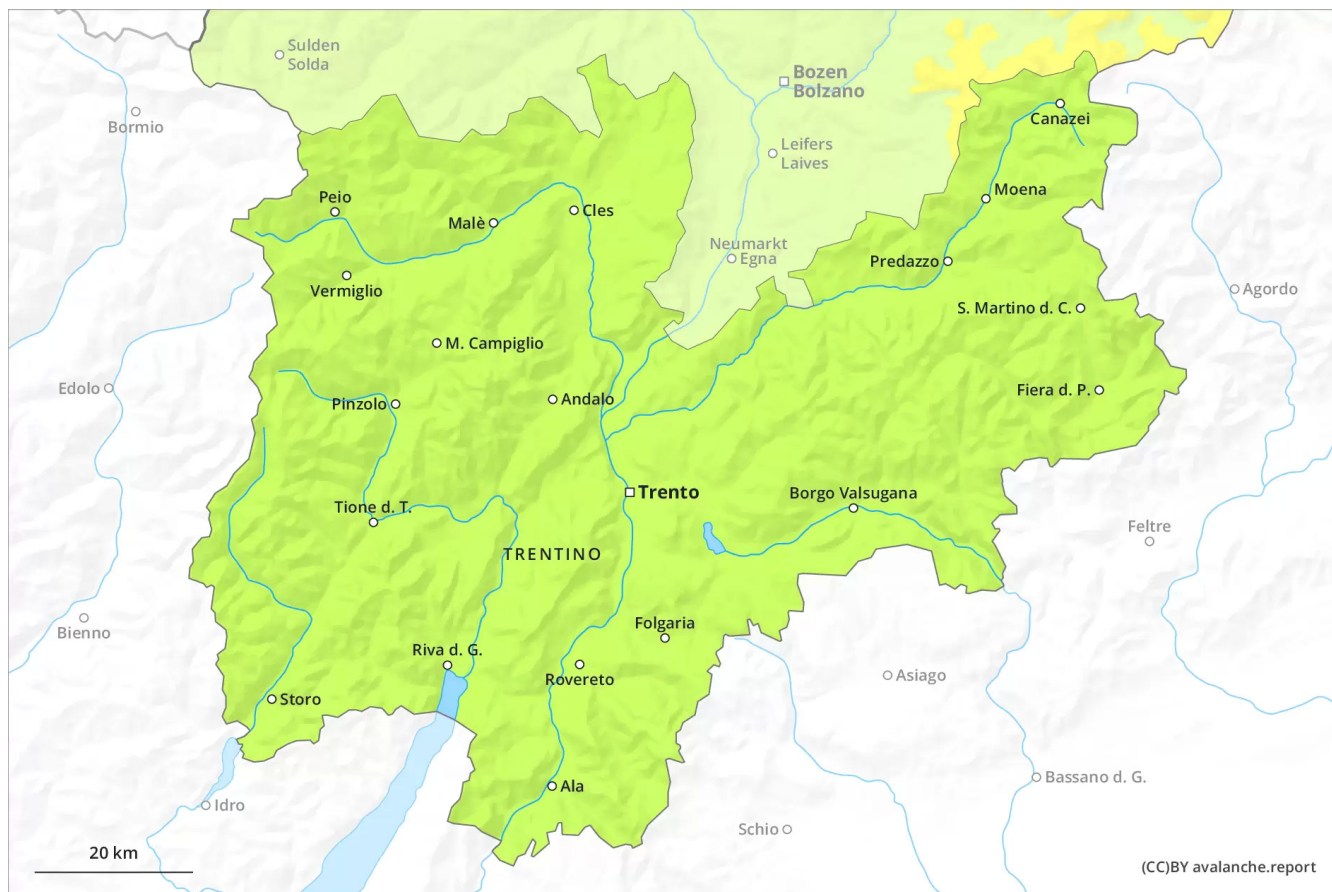 Sulden
Solda
Bozen
Bolzano
Bormio
Canazei
Leifers
Laives
Moena
Peio
Malè
Cles
Neumarkt
Egna
Predazzo
Vermiglio
Agordo
S. Martino d. C.
M. Campiglio
Edolo
Fiera d. P.
Andalo
Pinzolo
Trento
Borgo Valsugana
Tione d. T.
Feltre
TRENTINO
Bienno
Folgaria
Riva d. G.
Asiago
Rovereto
Storo
Bassano d. G.
Ala
Idro
Schio
20 km
(CC)BY avalanche.report